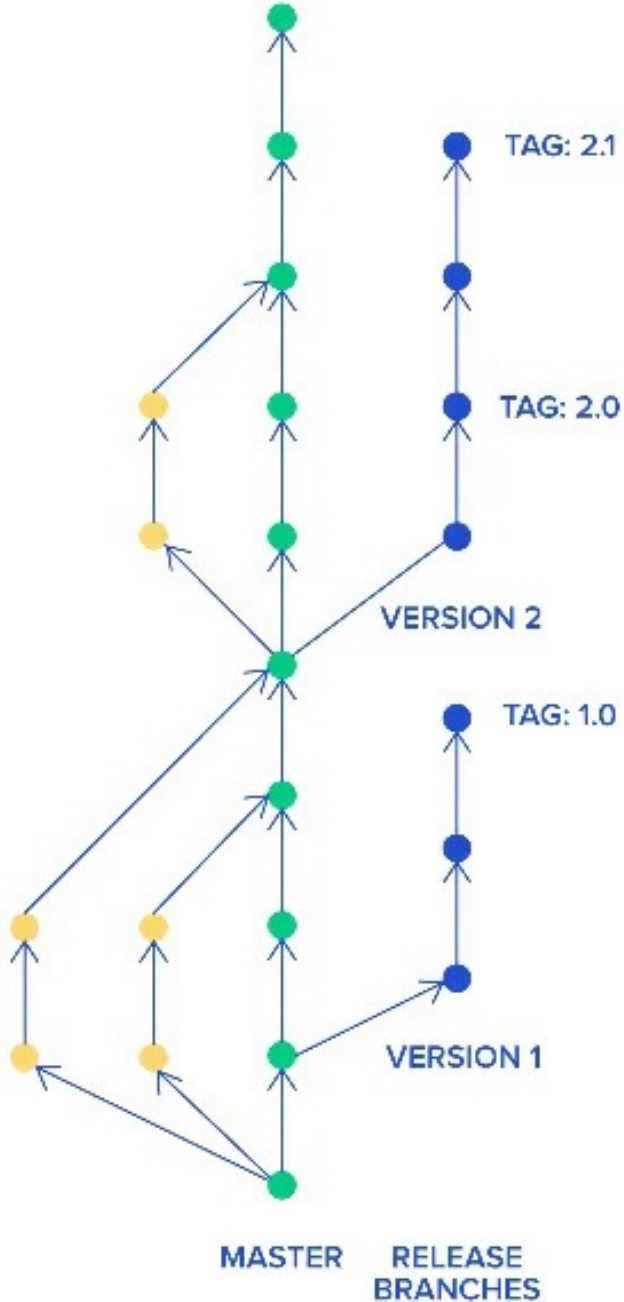 TAG: 2.1
TAG: 2.0
VERSION 2
TAG: 1.0
VERSION 1
MASTER
RELEASE
BRANCHES